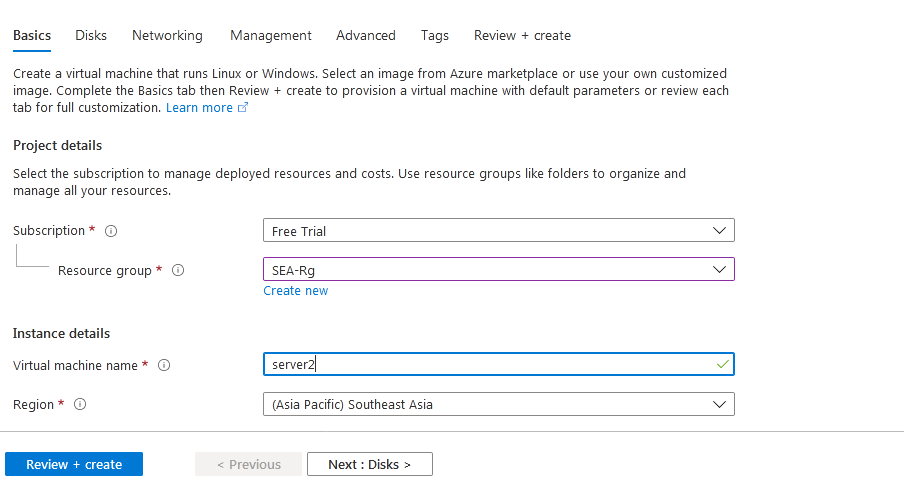 Basics Disks Networking Management Advanced Tags Review + create
Create a virtual machine that runs Linux or Windows. Select an image from Azure marketplace or use your own customized
image. Complete the Basics tab then Review + create to provision a virtual machine with default parameters or review each
tab for full customization. Learn more
Project details
Select the subscription to manage deployed resources and costs. Use resource groups like folders to organize and
manage all your resources.
Subscription * Free Trial
Resource group * SEA-Rg
Create new
Instance details
Virtual machine name * server2
Region * (Asia Pacific) Southeast Asia
Review + create < Previous Next : Disks >